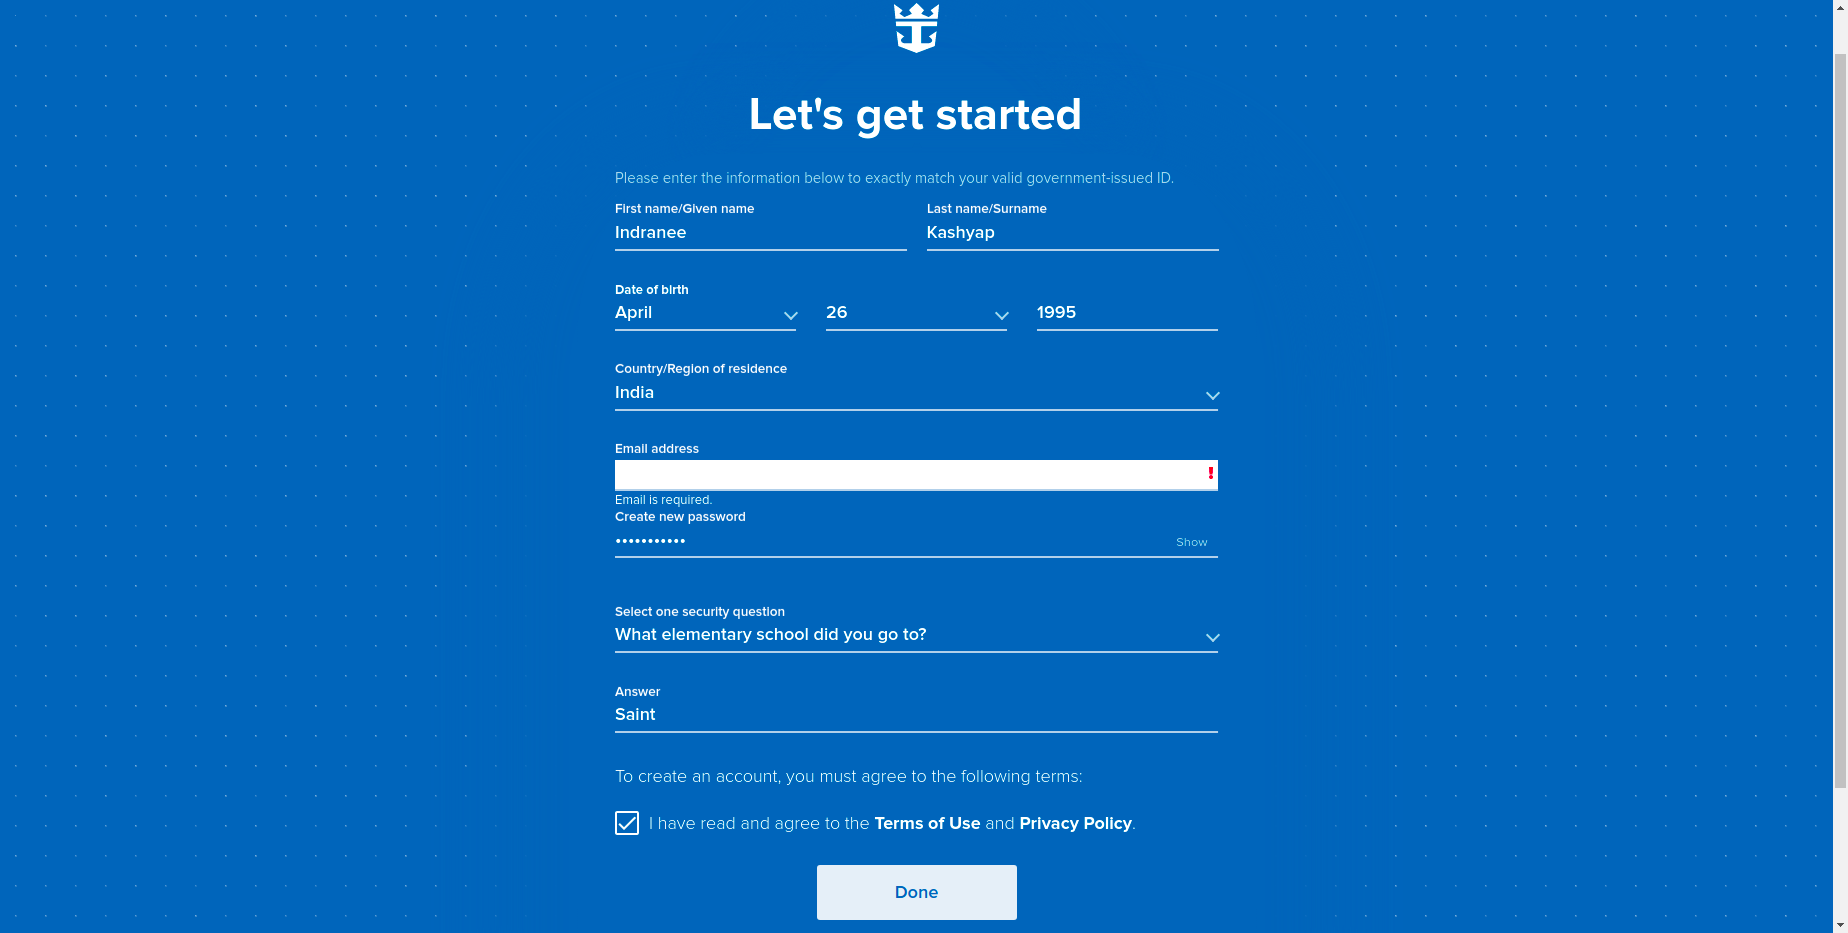 Let's get started
Please enter the information below to exactly match your valid government-issued ID.
First name/Given name
Last name/Surname
Indranee
Kashyap
Date of birth
April
26
1995
Country/Region of residence
India
Email address
!
Email is required.
Create new password
•••••••••••
Show
Select one security question
What elementary school did you go to?
Answer
Saint
To create an account, you must agree to the following terms:
I have read and agree to the Terms of Use and Privacy Policy.
Done